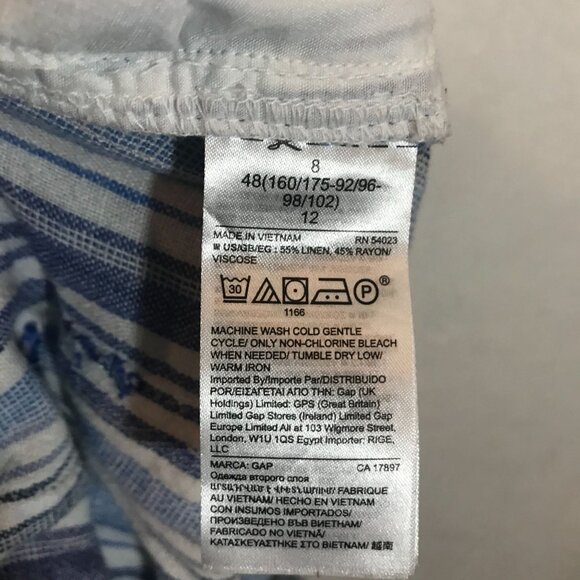 8
48(160/175-92/96-
98/102)
12
MADE IN VIETNAM RN 54023
US/GB/EG : 55% LINEN, 45% RAYON/
VISCOSE
30 P ®
1166
MACHINE WASH COLD GENTLE
CYCLE/ ONLY NON-CHLORINE BLEACH
WHEN NEEDED/ TUMBLE DRY LOW/
WARM IRON
Imported By/Importe Par/DISTRIBUIDO
POR/ΕΙΣΑΓΕΤΑΙ ΑΠΟ ΤΗΝ: Gap (UK
Holdings) Limited: GPS (Great Britain)
Limited Gap Stores (Ireland) Limited Gap
Europe Limited All at 103 Wigmore Street,
London, W1U 1QS Egypt Importer: RIGE,
LLC
MARCA: GAP CA 17897
Одежда второго слоя
ԱՐՏԱԴՐՎԱԾ Է ՎԻԵՏՆԱՄՈՒՄ/ FABRIQUE
AU VIETNAM/ HECHO EN VIETNAM
CON INSUMOS IMPORTADOS/
ПРОИЗВЕДЕНО ВЪВ ВИЕТНАМ/
FABRICADO NO VIETNÃ/
ΚΑΤΑΣΚΕΥΑΣΤΗΚΕ ΣΤΟ ΒΙΕΤΝΑΜ/ 越南